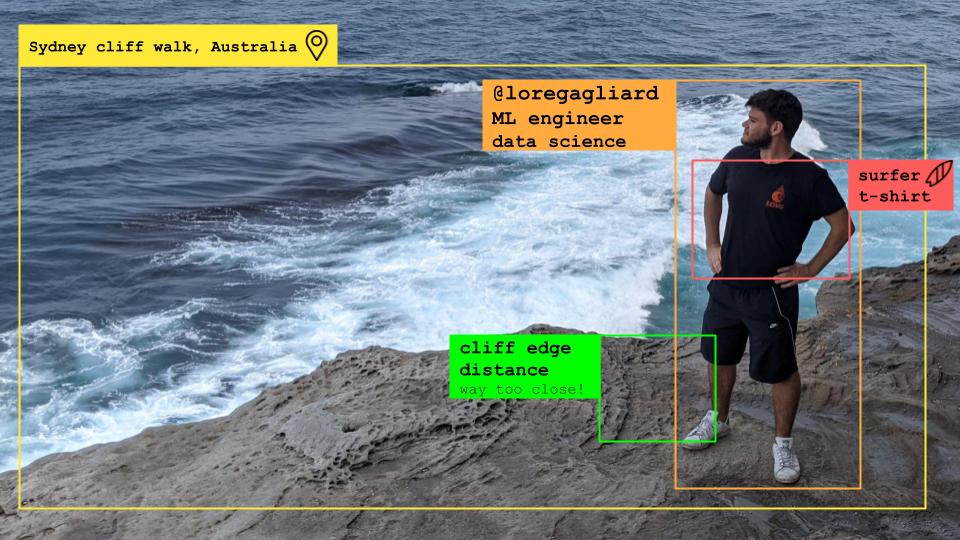 Sydney cliff walk, Australia
@loregagliard
ML engineer
data science
surfer
t-shirt
cliff edge
distance
way too close!